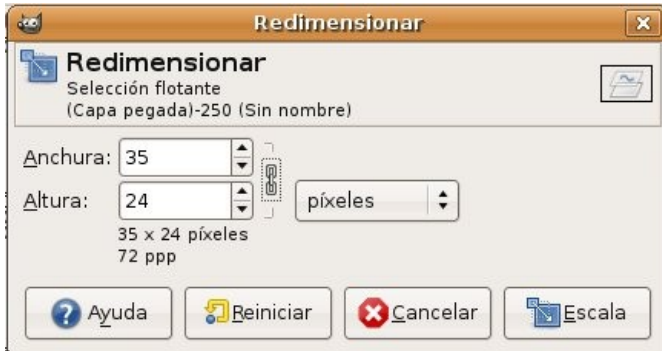 Redimensionar
Redimensionar
Selección flotante
(Capa pegada)-250 (Sin nombre)
Anchura: 35
Altura: 24 píxeles
35 x 24 píxeles
72 ppp
Ayuda Reiniciar Cancelar Escala